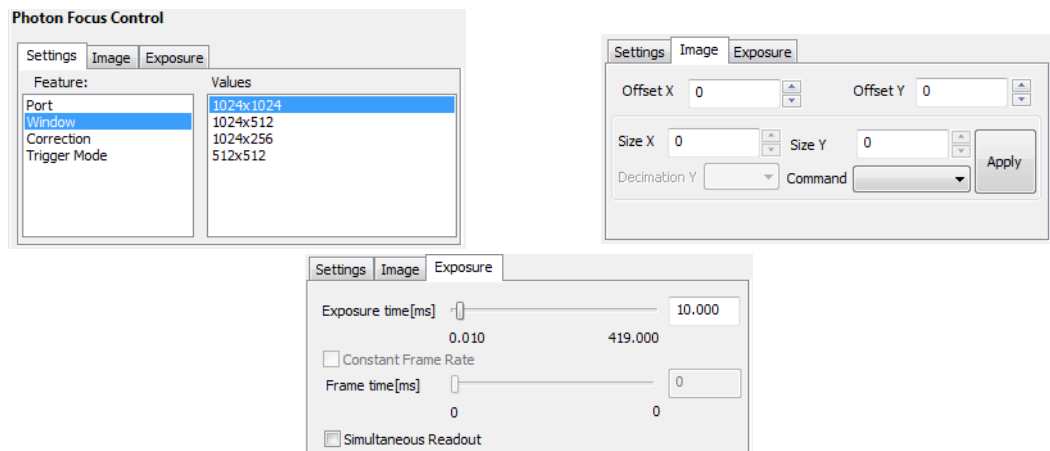 Photon Focus Control
Settings Image Exposure
Feature: Values
Port 1024x1024
Window 1024x512
Correction 1024x256
Trigger Mode 512x512
Settings Image Exposure
Offset X 0 Offset Y 0
Size X 0 Size Y 0
Apply
Decimation Y Command
Settings Image Exposure
Exposure time[ms] 10.000
0.010 419.000
Constant Frame Rate
Frame time[ms] 0
0 0
Simultaneous Readout